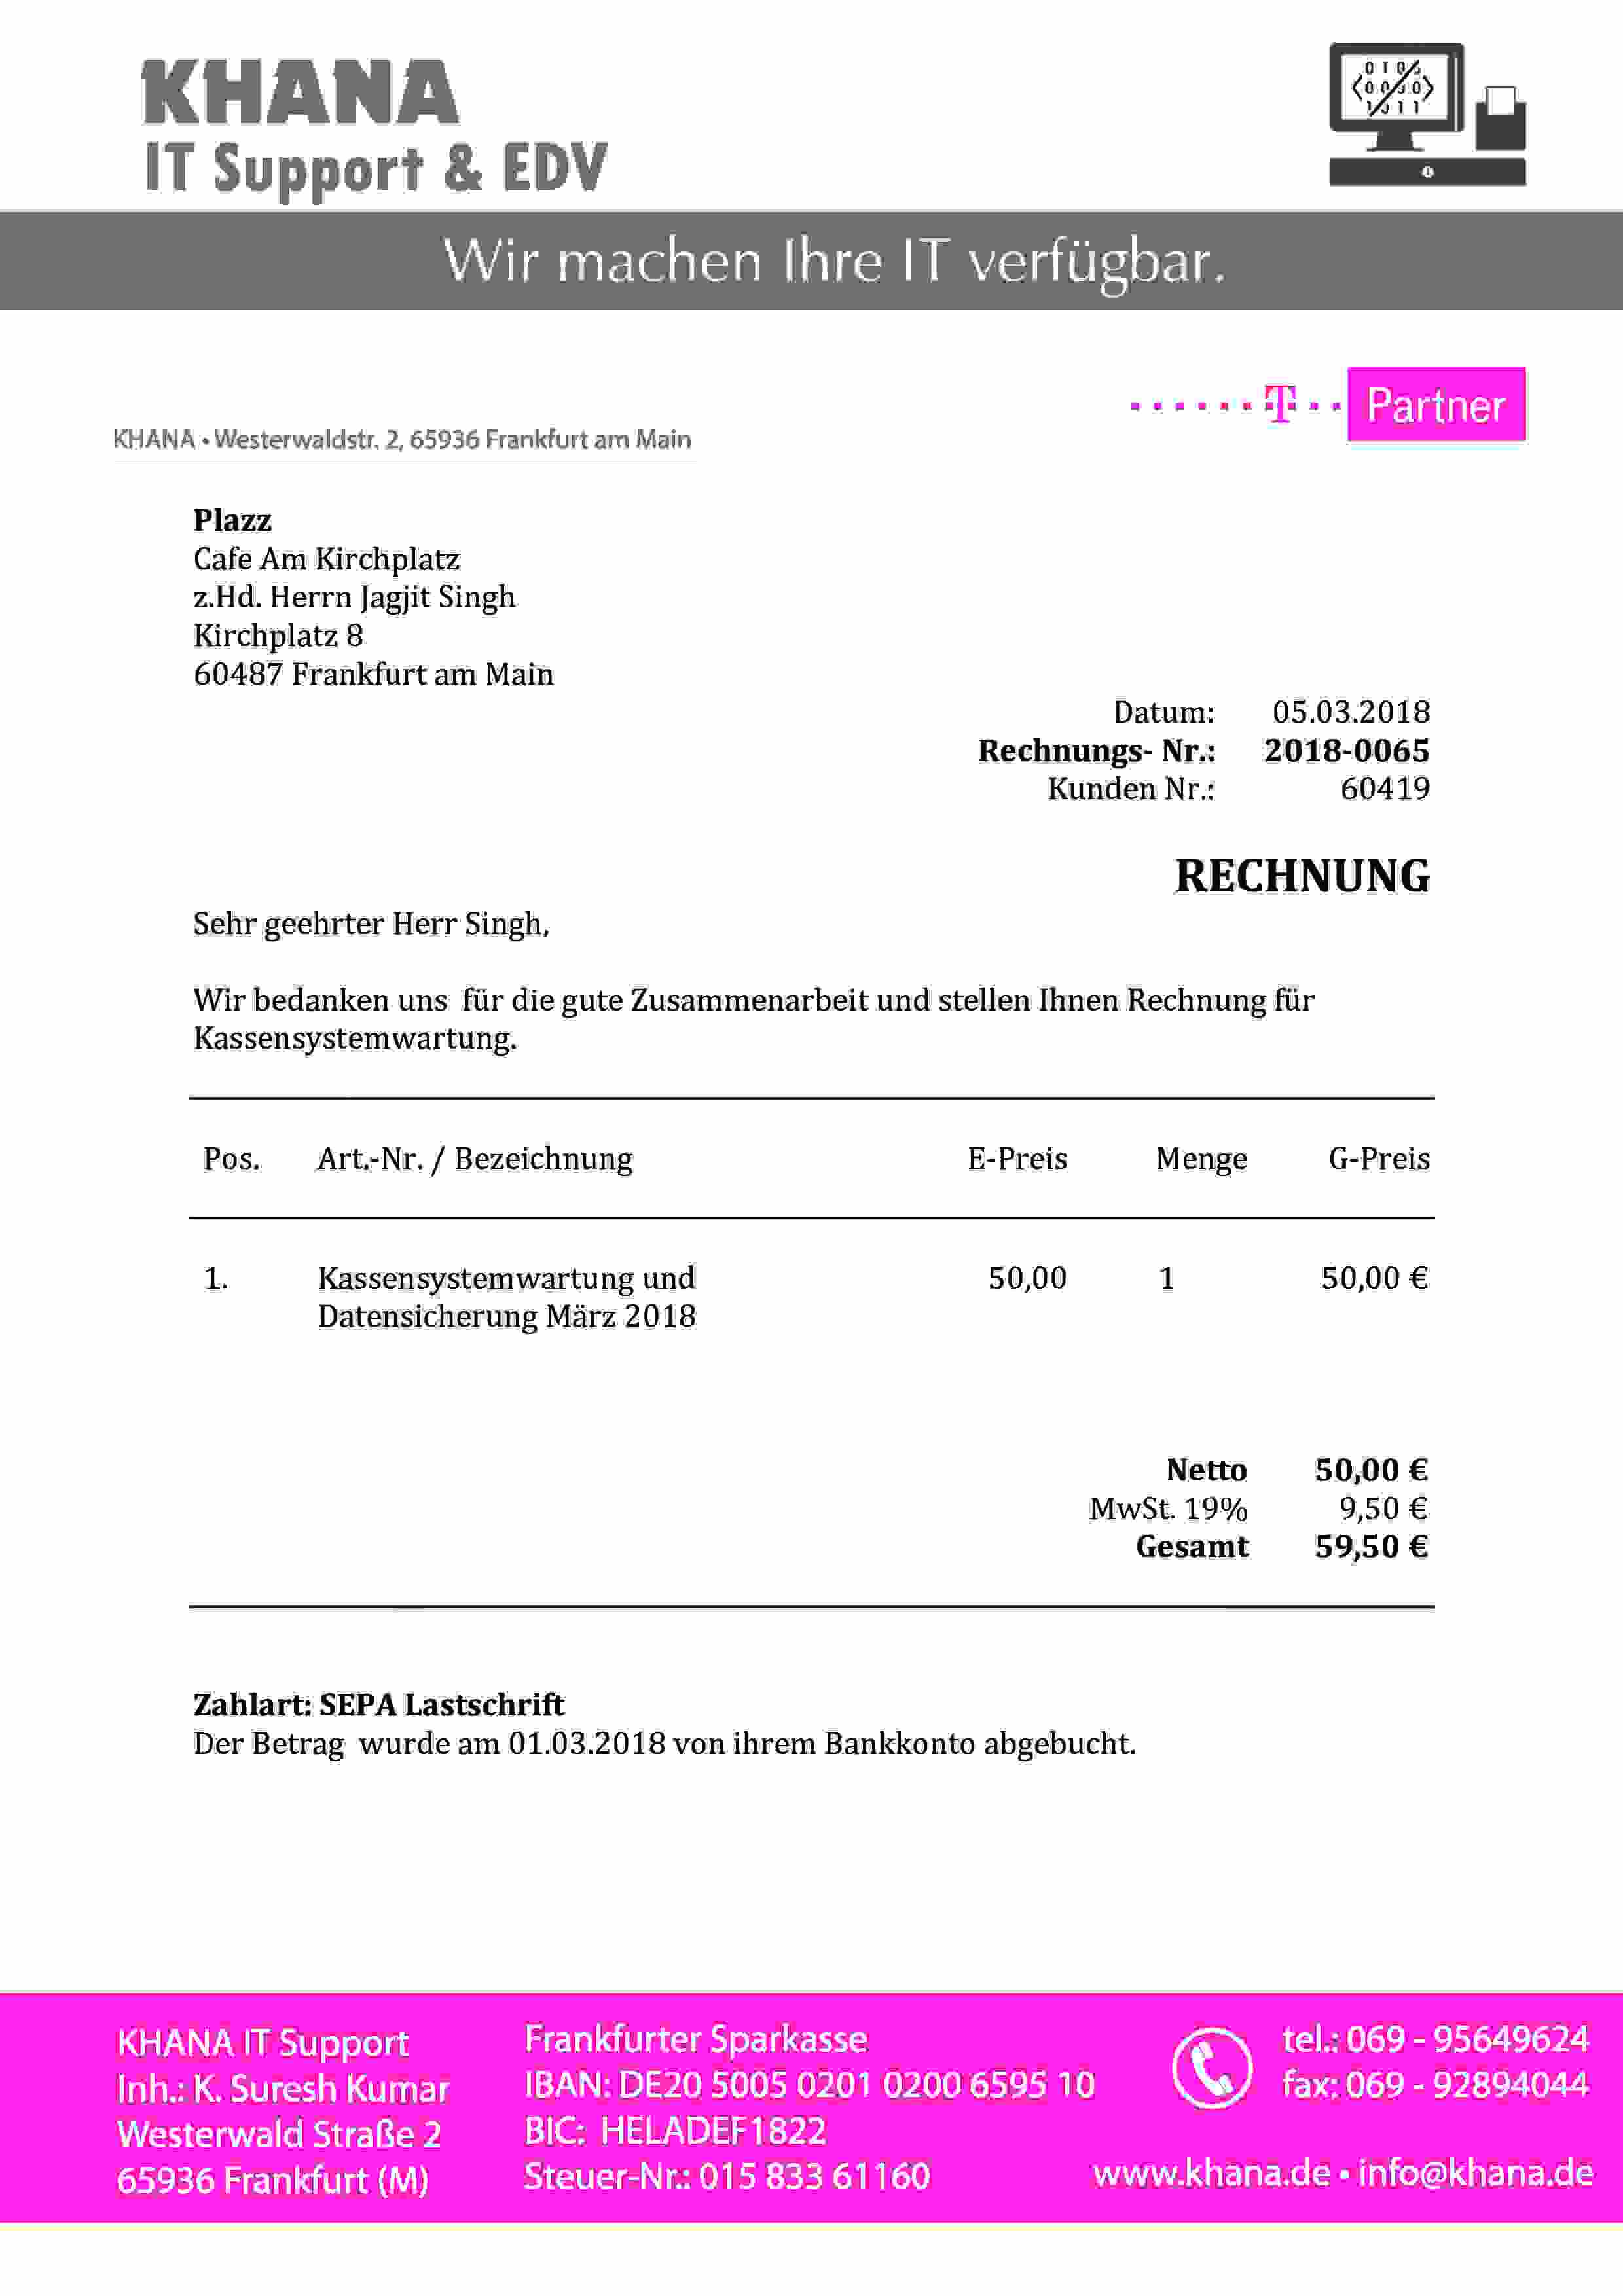 KHANA
IT Support & EDV
Wir machen Ihre IT verfügbar.
T Partner
KHANA • Westerwaldstr. 2, 65936 Frankfurt am Main
Plazz
Cafe Am Kirchplatz
z.Hd. Herrn Jagjit Singh
Kirchplatz 8
60487 Frankfurt am Main
Datum: 05.03.2018
Rechnungs- Nr.: 2018-0065
Kunden Nr.: 60419
RECHNUNG
Sehr geehrter Herr Singh,
Wir bedanken uns für die gute Zusammenarbeit und stellen Ihnen Rechnung für
Kassensystemwartung.
Pos. Art.-Nr. / Bezeichnung E-Preis Menge G-Preis
1. Kassensystemwartung und 50,00 1 50,00 €
Datensicherung März 2018
Netto 50,00 €
MwSt. 19% 9,50 €
Gesamt 59,50 €
Zahlart: SEPA Lastschrift
Der Betrag wurde am 01.03.2018 von ihrem Bankkonto abgebucht.
KHANA IT Support
Inh.: K. Suresh Kumar
Westerwald Straße 2
65936 Frankfurt (M)
Frankfurter Sparkasse
IBAN: DE20 5005 0201 0200 6595 10
BIC: HELADEF1822
Steuer-Nr.: 015 833 61160
tel.: 069 - 95649624
fax: 069 - 92894044
www.khana.de • info@khana.de